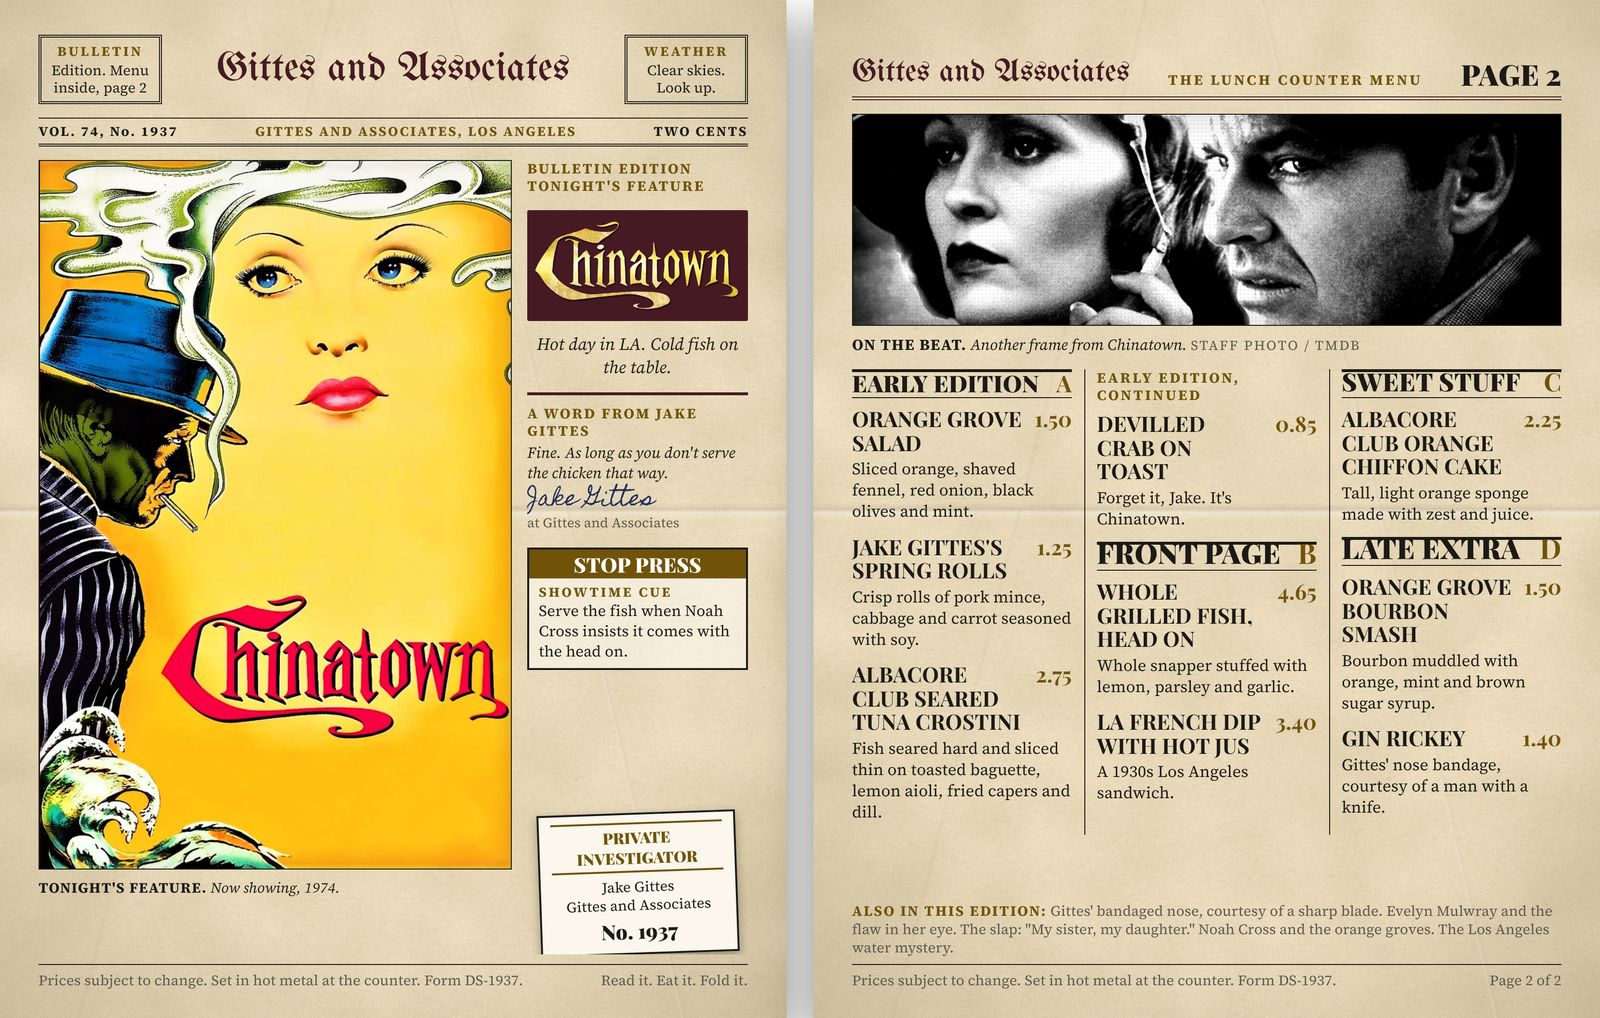 BULLETIN
Edition. Menu
inside, page 2
Gittes and Associates
WEATHER
Clear skies.
Look up.
VOL. 74, No. 1937
GITTES AND ASSOCIATES, LOS ANGELES
TWO CENTS
Chinatown
TONIGHT'S FEATURE. Now showing, 1974.
BULLETIN EDITION
TONIGHT'S FEATURE
Chinatown
Hot day in LA. Cold fish on
the table.
A WORD FROM JAKE
GITTES
Fine. As long as you don't serve
the chicken that way.
Jake Gittes
at Gittes and Associates
STOP PRESS
SHOWTIME CUE
Serve the fish when Noah
Cross insists it comes with
the head on.
PRIVATE
INVESTIGATOR
Jake Gittes
Gittes and Associates
No. 1937
Prices subject to change. Set in hot metal at the counter. Form DS-1937.
Read it. Eat it. Fold it.
Gittes and Associates
THE LUNCH COUNTER MENU
PAGE 2
ON THE BEAT. Another frame from Chinatown. STAFF PHOTO / TMDB
EARLY EDITION A
ORANGE GROVE 1.50
SALAD
Sliced orange, shaved
fennel, red onion, black
olives and mint.
JAKE GITTES'S 1.25
SPRING ROLLS
Crisp rolls of pork mince,
cabbage and carrot seasoned
with soy.
ALBACORE 2.75
CLUB SEARED
TUNA CROSTINI
Fish seared hard and sliced
thin on toasted baguette,
lemon aioli, fried capers and
dill.
EARLY EDITION,
CONTINUED
DEVILLED 0.85
CRAB ON
TOAST
Forget it, Jake. It's
Chinatown.
FRONT PAGE B
WHOLE 4.65
GRILLED FISH,
HEAD ON
Whole snapper stuffed with
lemon, parsley and garlic.
LA FRENCH DIP 3.40
WITH HOT JUS
A 1930s Los Angeles
sandwich.
SWEET STUFF C
ALBACORE 2.25
CLUB ORANGE
CHIFFON CAKE
Tall, light orange sponge
made with zest and juice.
LATE EXTRA D
ORANGE GROVE 1.50
BOURBON
SMASH
Bourbon muddled with
orange, mint and brown
sugar syrup.
GIN RICKEY 1.40
Gittes' nose bandage,
courtesy of a man with a
knife.
ALSO IN THIS EDITION: Gittes' bandaged nose, courtesy of a sharp blade. Evelyn Mulwray and the
flaw in her eye. The slap: "My sister, my daughter." Noah Cross and the orange groves. The Los Angeles
water mystery.
Prices subject to change. Set in hot metal at the counter. Form DS-1937.
Page 2 of 2